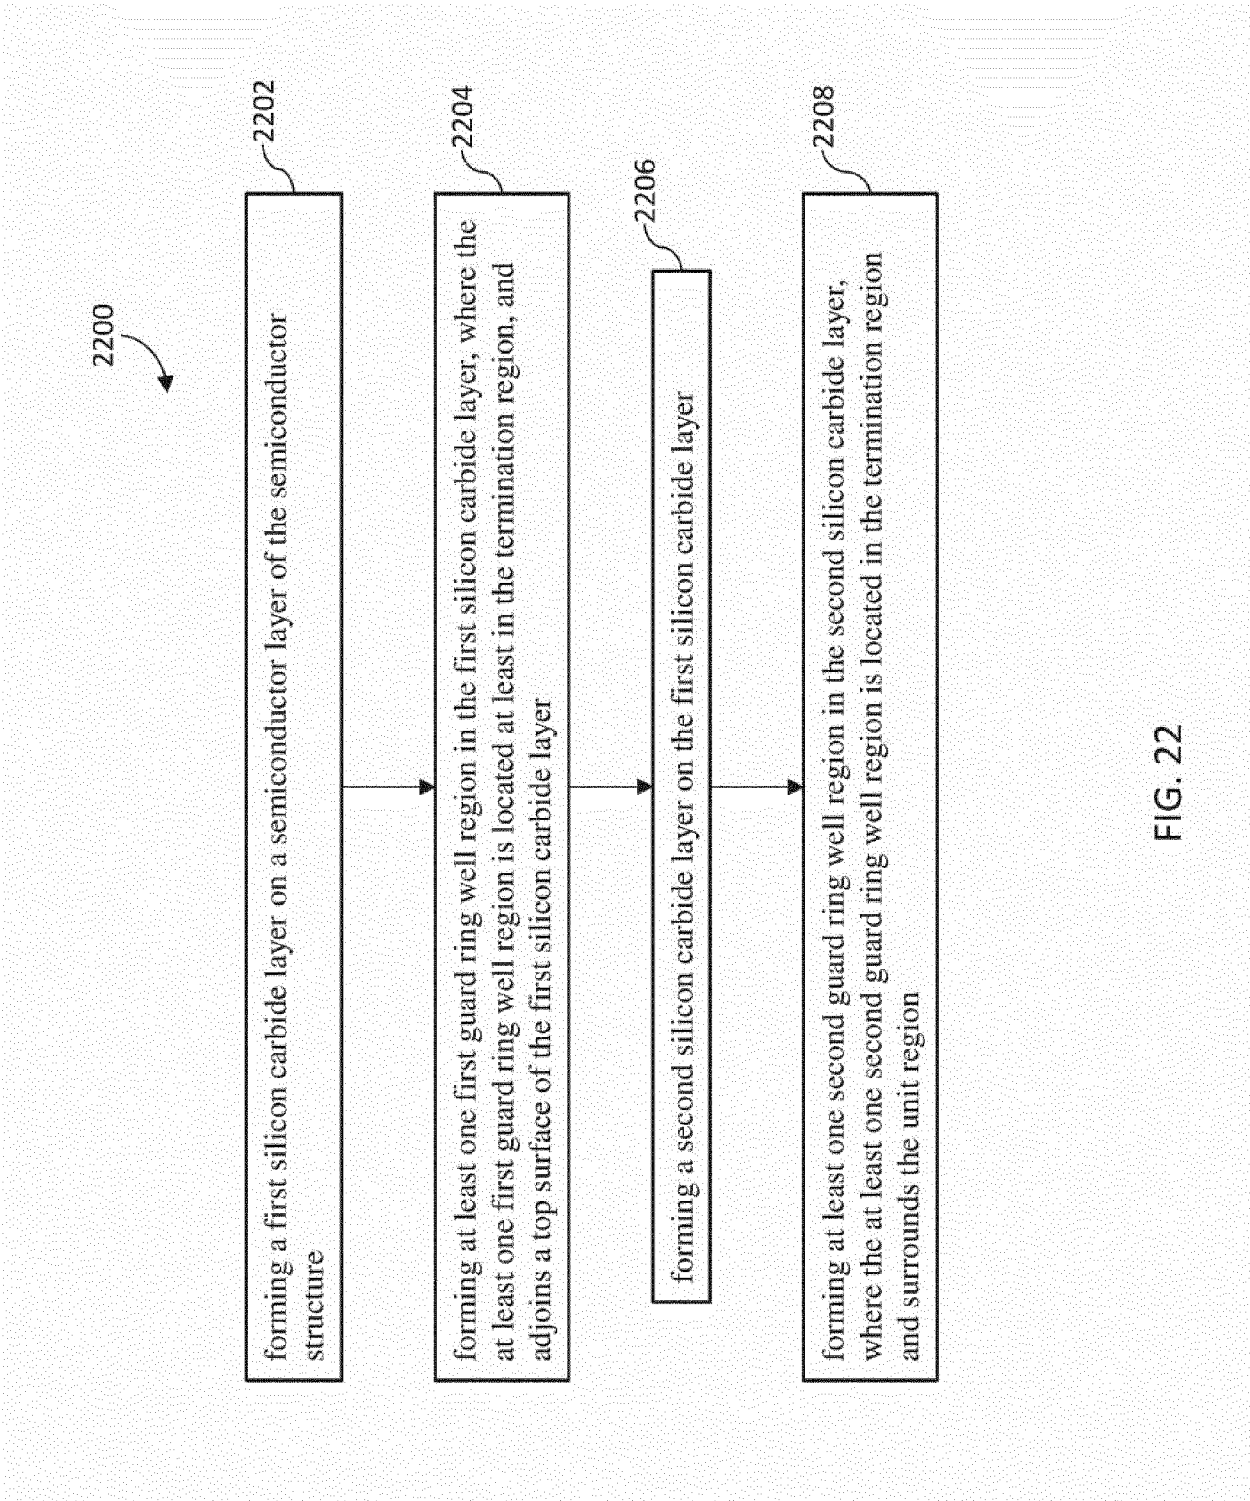 2200
2202
forming a first silicon carbide layer on a semiconductor layer of the semiconductor
structure
2204
forming at least one first guard ring well region in the first silicon carbide layer, where the
at least one first guard ring well region is located at least in the termination region, and
adjoins a top surface of the first silicon carbide layer
2206
forming a second silicon carbide layer on the first silicon carbide layer
2208
forming at least one second guard ring well region in the second silicon carbide layer,
where the at least one second guard ring well region is located in the termination region
and surrounds the unit region
FIG. 22